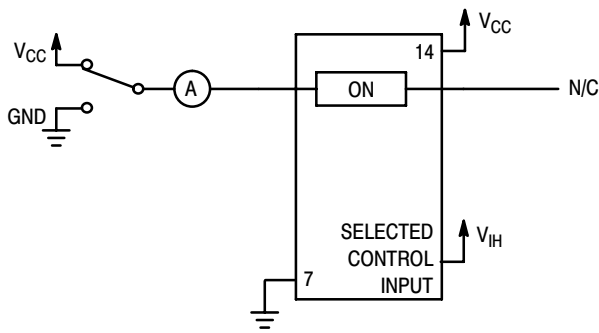 VCC
14
VCC
A
ON
N/C
GND
SELECTED
CONTROL
INPUT
VIH
7